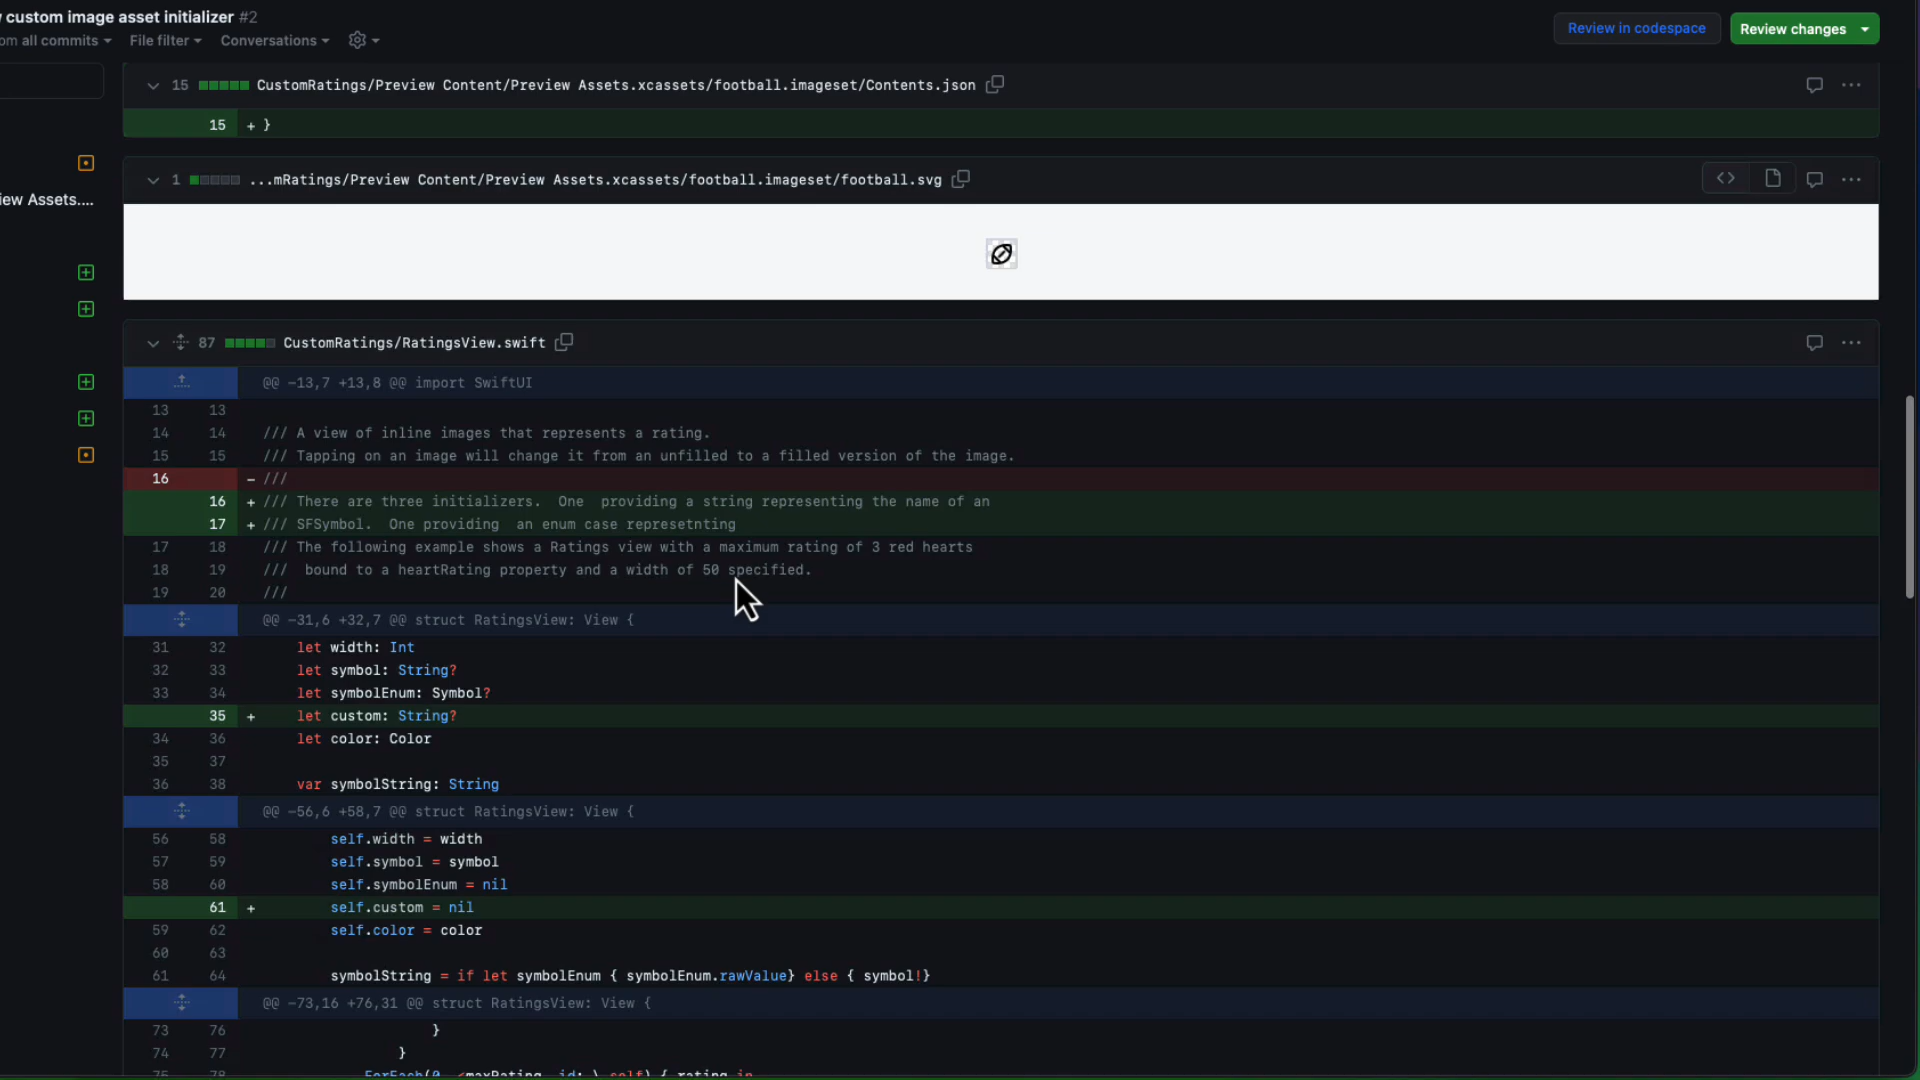 custom image asset initializer #2
all commits File filter Conversations
Review in codespace Review changes
15 CustomRatings/Preview Content/Preview Assets.xcassets/football.imageset/Contents.json
15 + }
1 ...mRatings/Preview Content/Preview Assets.xcassets/football.imageset/football.svg
Assets....
87 CustomRatings/RatingsView.swift
@@ -13,7 +13,8 @@ import SwiftUI
13 13
14 14 /// A view of inline images that represents a rating.
15 15 /// Tapping on an image will change it from an unfilled to a filled version of the image.
16 - ///
16 + /// There are three initializers.  One  providing a string representing the name of an
17 + /// SFSymbol.  One providing  an enum case represetnting
17 18 /// The following example shows a Ratings view with a maximum rating of 3 red hearts
18 19 ///  bound to a heartRating property and a width of 50 specified.
19 20 ///
@@ -31,6 +32,7 @@ struct RatingsView: View {
31 32 let width: Int
32 33 let symbol: String?
33 34 let symbolEnum: Symbol?
35 + let custom: String?
34 36 let color: Color
35 37
36 38 var symbolString: String
@@ -56,6 +58,7 @@ struct RatingsView: View {
56 58 self.width = width
57 59 self.symbol = symbol
58 60 self.symbolEnum = nil
61 + self.custom = nil
59 62 self.color = color
60 63
61 64 symbolString = if let symbolEnum { symbolEnum.rawValue} else { symbol!}
@@ -73,16 +76,31 @@ struct RatingsView: View {
73 76 }
74 77 }
75 78 ForEach(0..<maxRating, id: \.self) { rating in